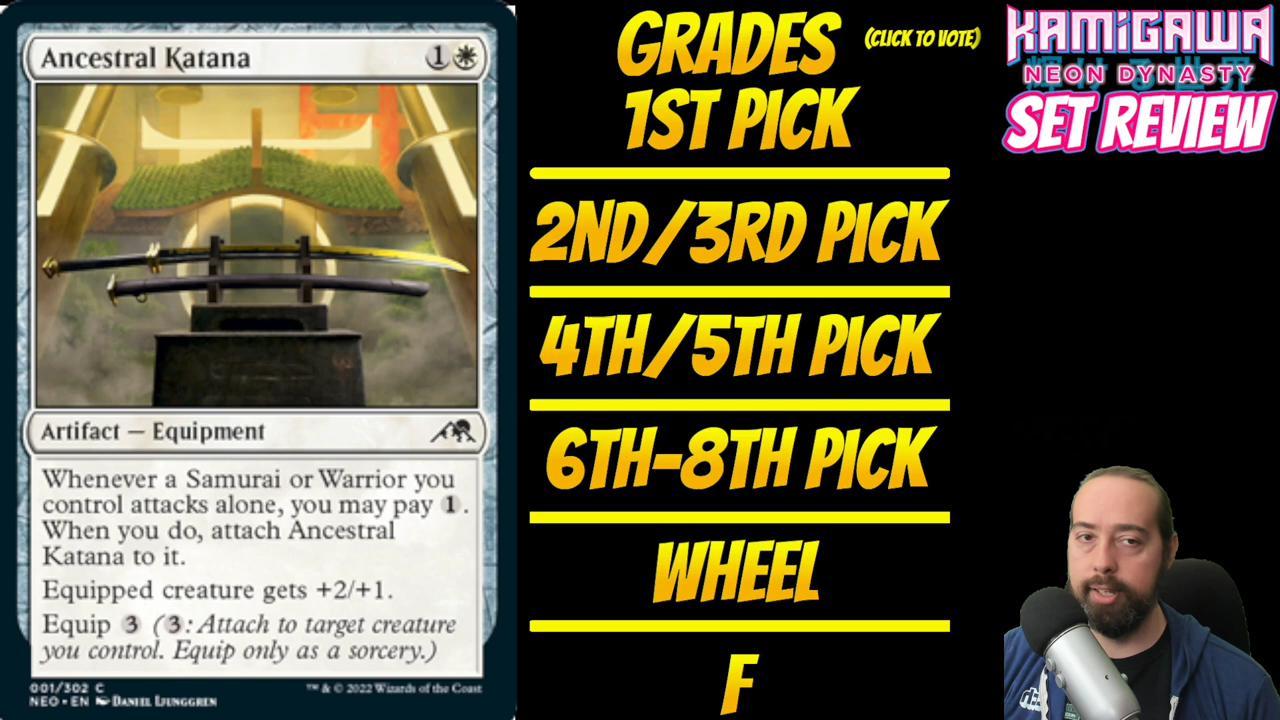 Ancestral Katana 1
Artifact — Equipment
Whenever a Samurai or Warrior you
control attacks alone, you may pay 1.
When you do, attach Ancestral
Katana to it.
Equipped creature gets +2/+1.
Equip 3 (3: Attach to target creature
you control. Equip only as a sorcery.)
001/302 C
NEO • EN DANIEL LJUNGGREN
™ & © 2022 Wizards of the Coast
GRADES (CLICK TO VOTE)
1ST PICK
2ND/3RD PICK
4TH/5TH PICK
6TH-8TH PICK
WHEEL
F
KAMIGAWA
NEON DYNASTY
SET REVIEW